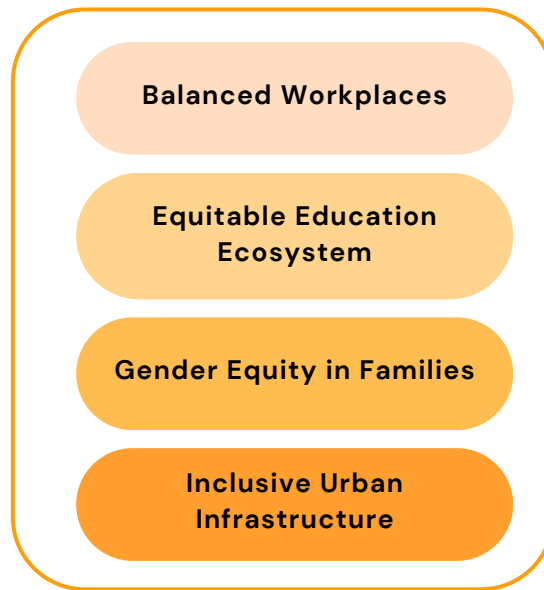 Balanced Workplaces
Equitable Education
Ecosystem
Gender Equity in Families
Inclusive Urban
Infrastructure